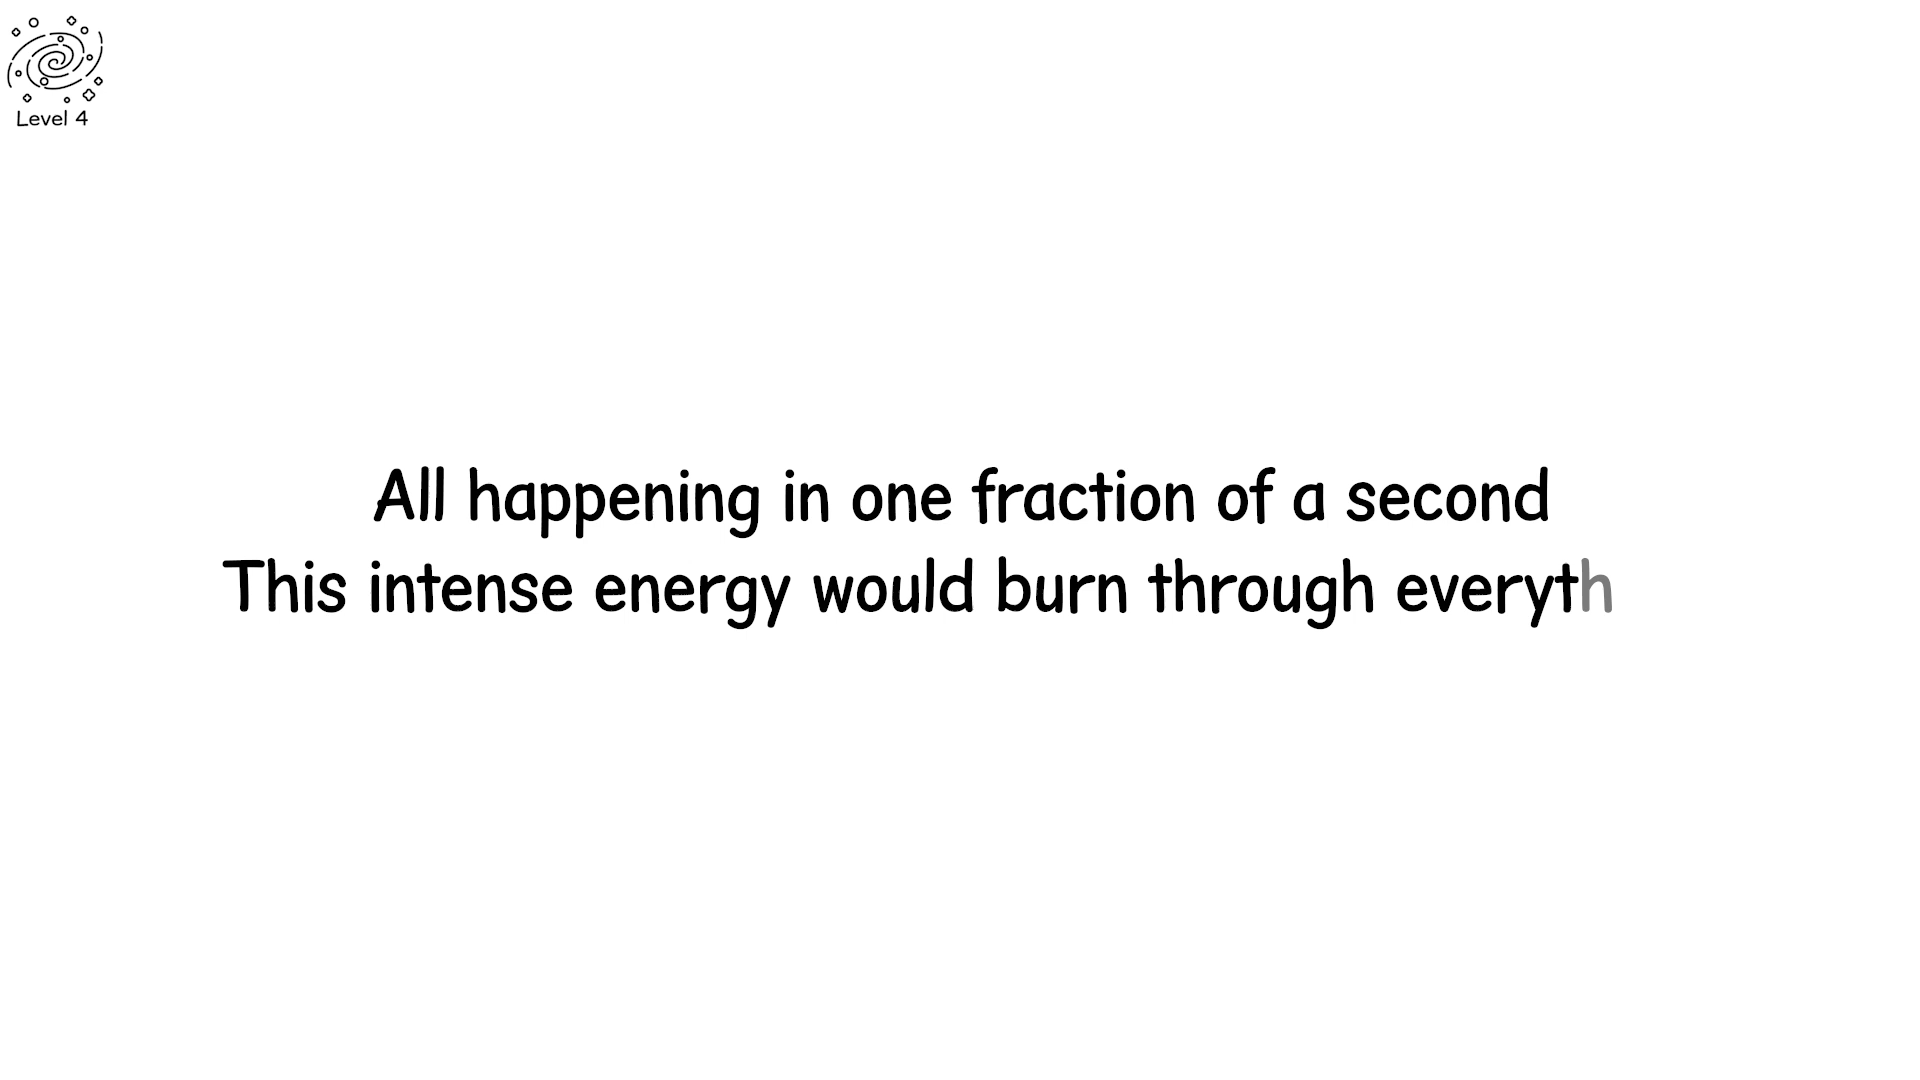 Level 4
All happening in one fraction of a second
This intense energy would burn through everyth